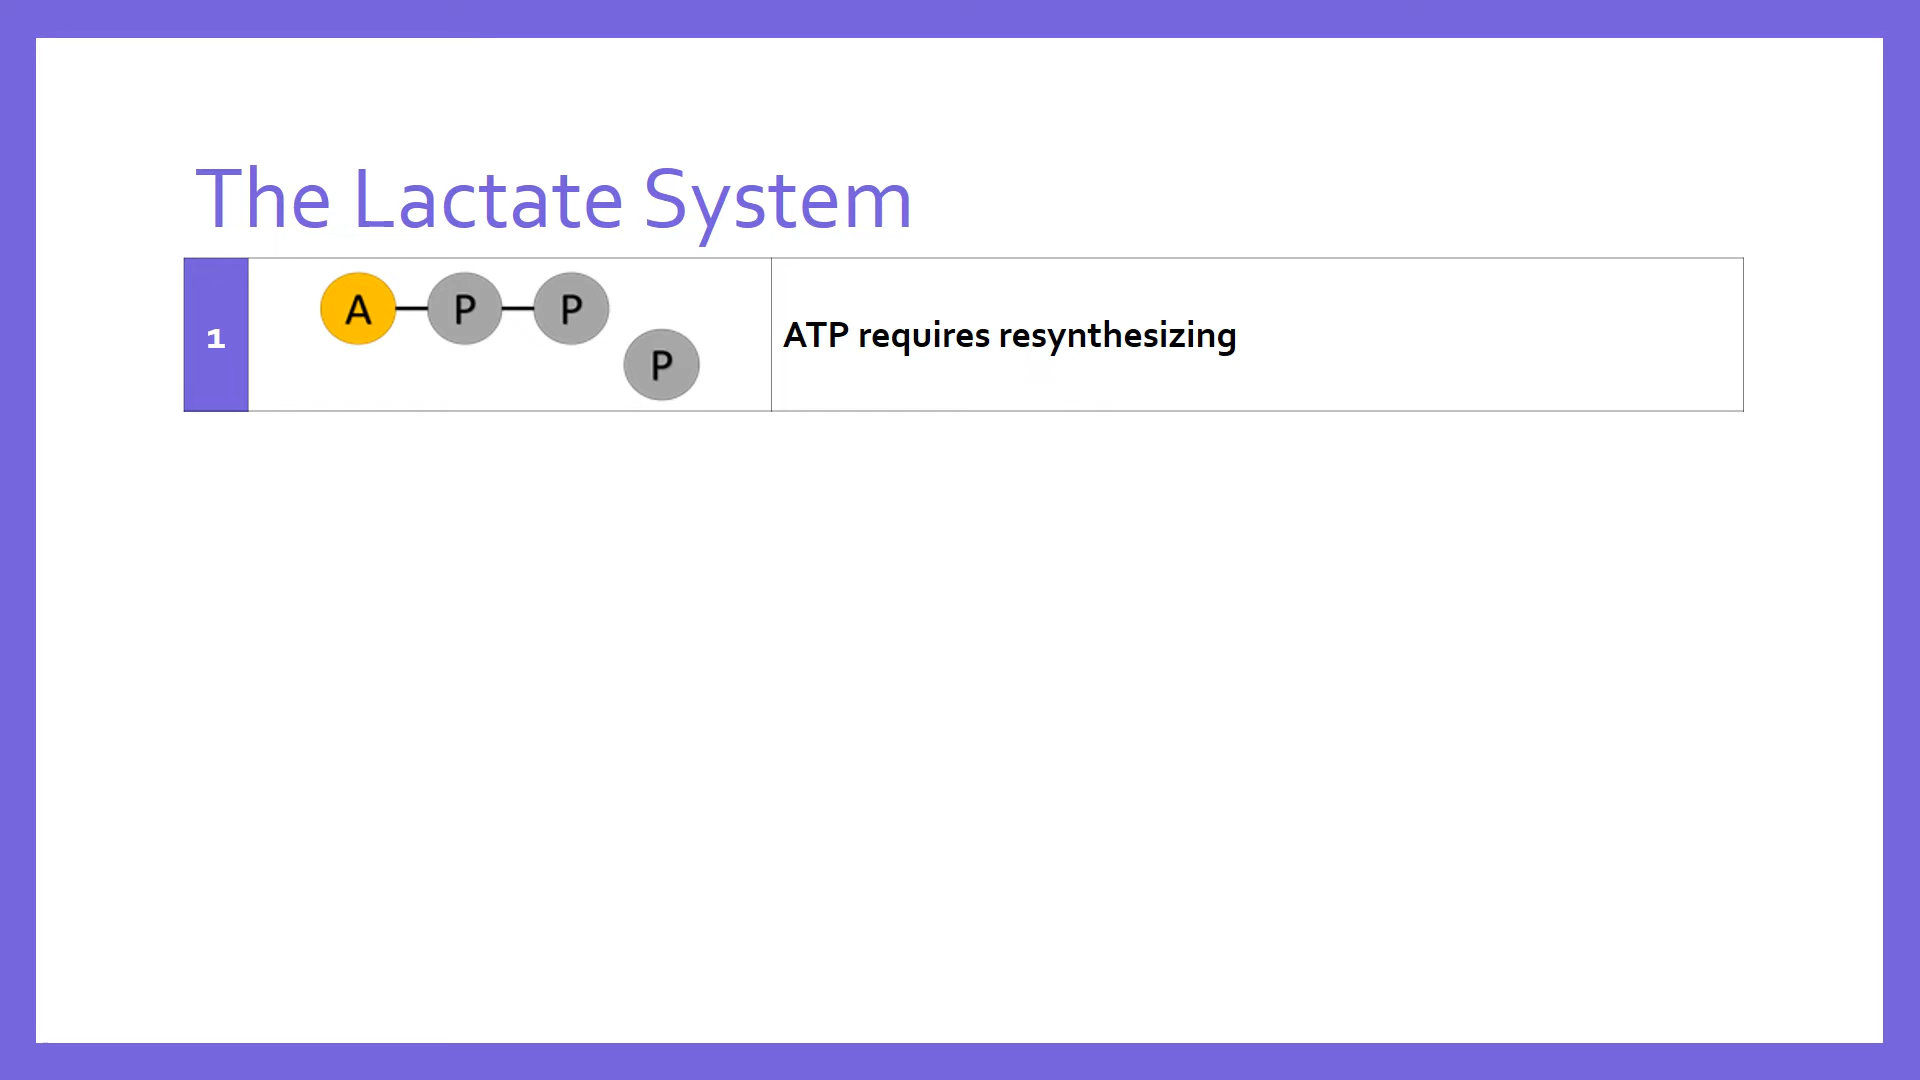 The Lactate System
1
A P P
P
ATP requires resynthesizing